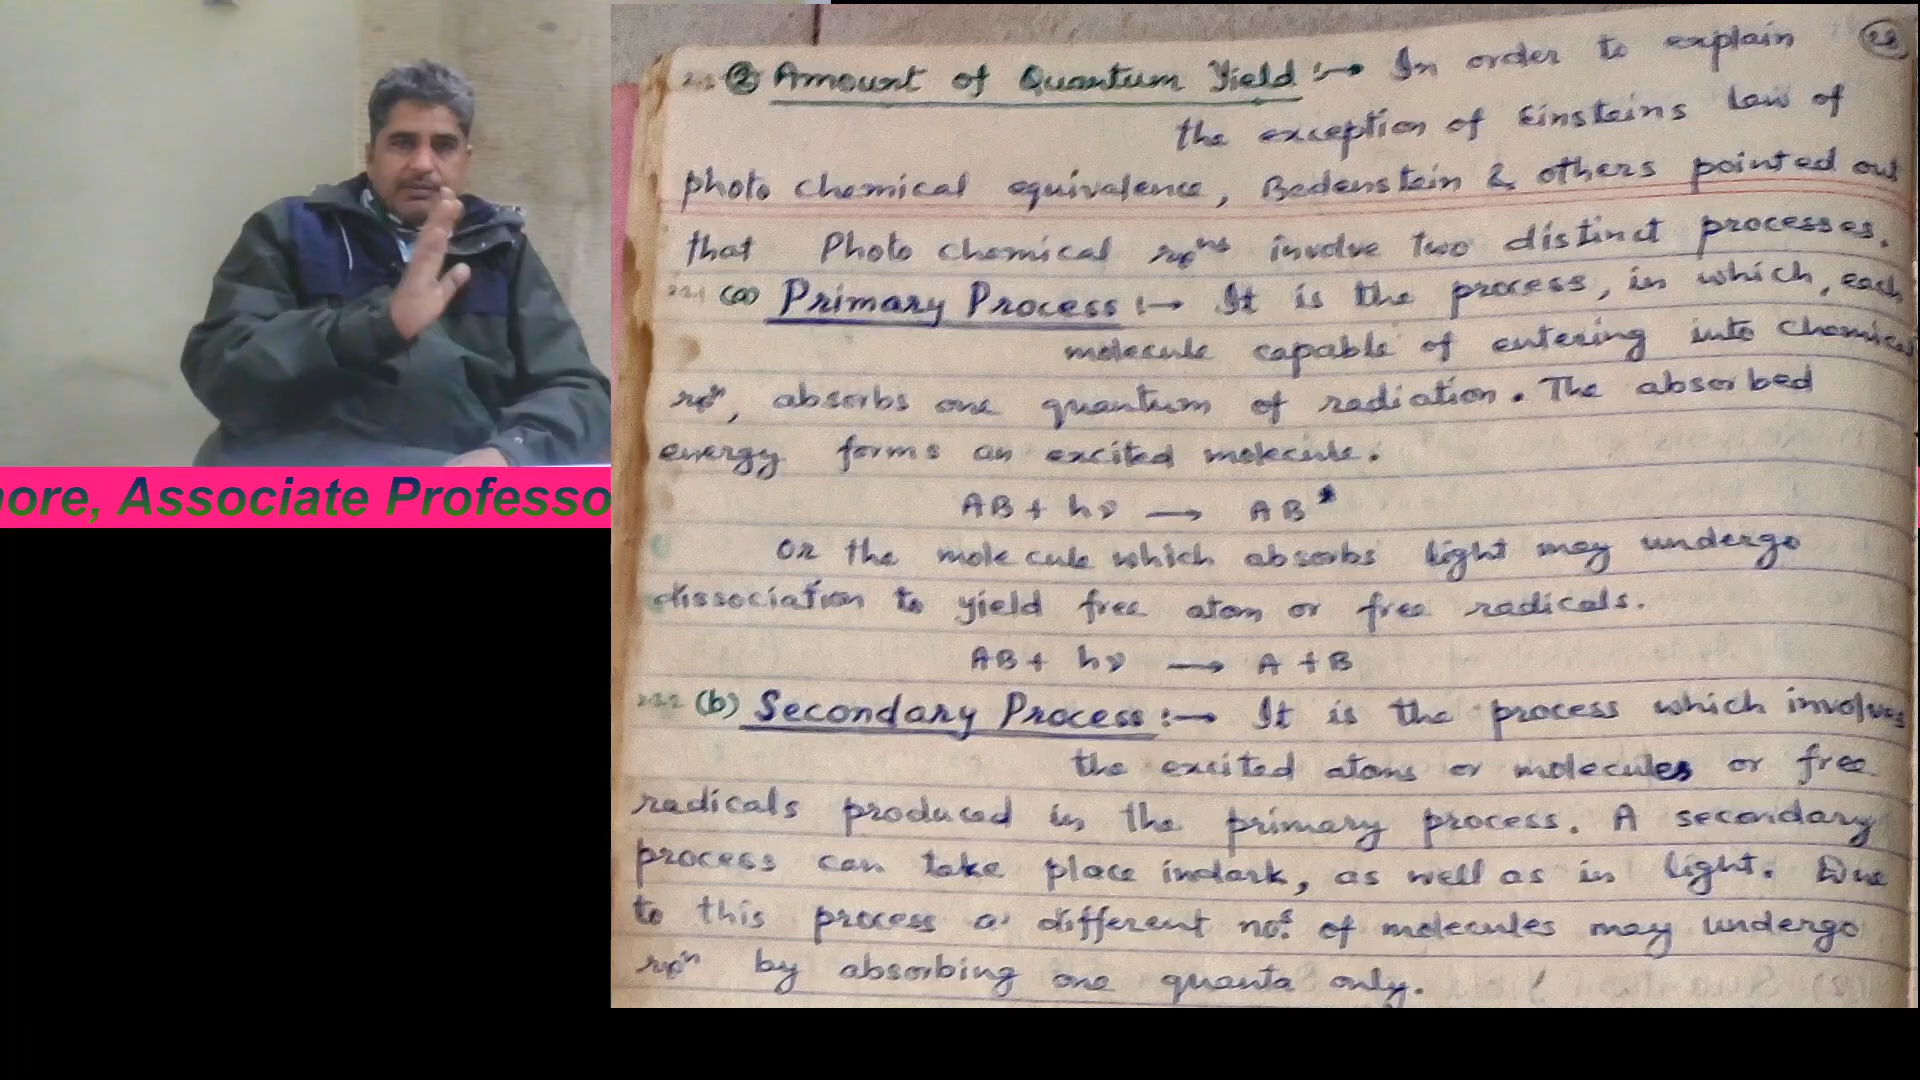 ore, Associate Professo
28
② Amount of Quantum Yield :→ In order to explain
the exception of Einsteins law of
photo chemical equivalence, Bodenstein & others pointed out
that Photo chemical rxⁿˢ involve two distinct processes.
(a) Primary Process :→ It is the process, in which, each
molecule capable of entering into chemical
rxⁿ, absorbs one quantum of radiation. The absorbed
energy forms an excited molecule.
AB + hν → AB*
or the molecule which absorbs light may undergo
dissociation to yield free atom or free radicals.
AB + hν → A + B
(b) Secondary Process :→ It is the process which involves
the excited atoms or molecules or free
radicals produced in the primary process. A secondary
process can take place indark, as well as in light. Due
to this process a different no? of molecules may undergo
rxⁿ by absorbing one quanta only.